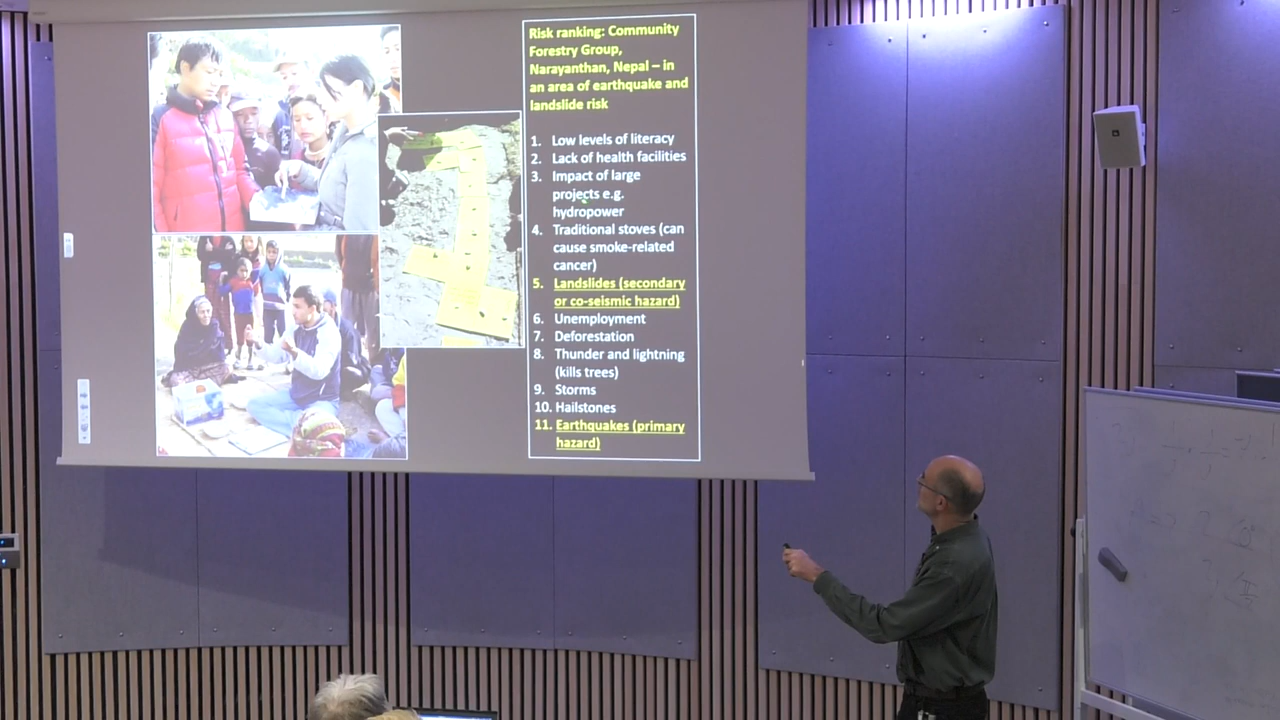 Risk ranking: Community
Forestry Group,
Narayanthan, Nepal – in
an area of earthquake and
landslide risk
1. Low levels of literacy
2. Lack of health facilities
3. Impact of large
projects e.g.
hydropower
4. Traditional stoves (can
cause smoke-related
cancer)
5. Landslides (secondary
or co-seismic hazard)
6. Unemployment
7. Deforestation
8. Thunder and lightning
(kills trees)
9. Storms
10. Hailstones
11. Earthquakes (primary
hazard)